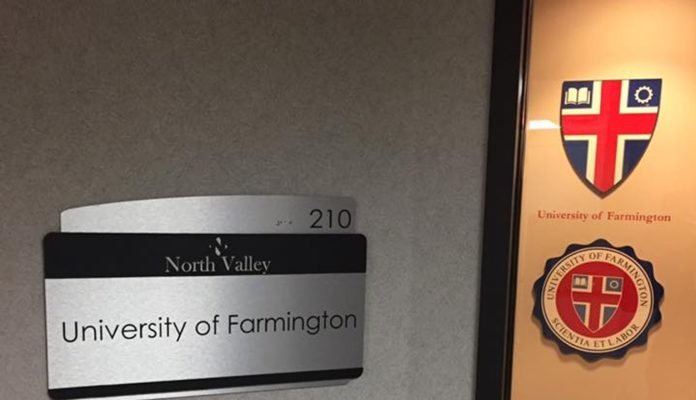 210
North Valley
University of Farmington
University of Farmington
UNIVERSITY OF FARMINGTON
SCIENTIA ET LABOR